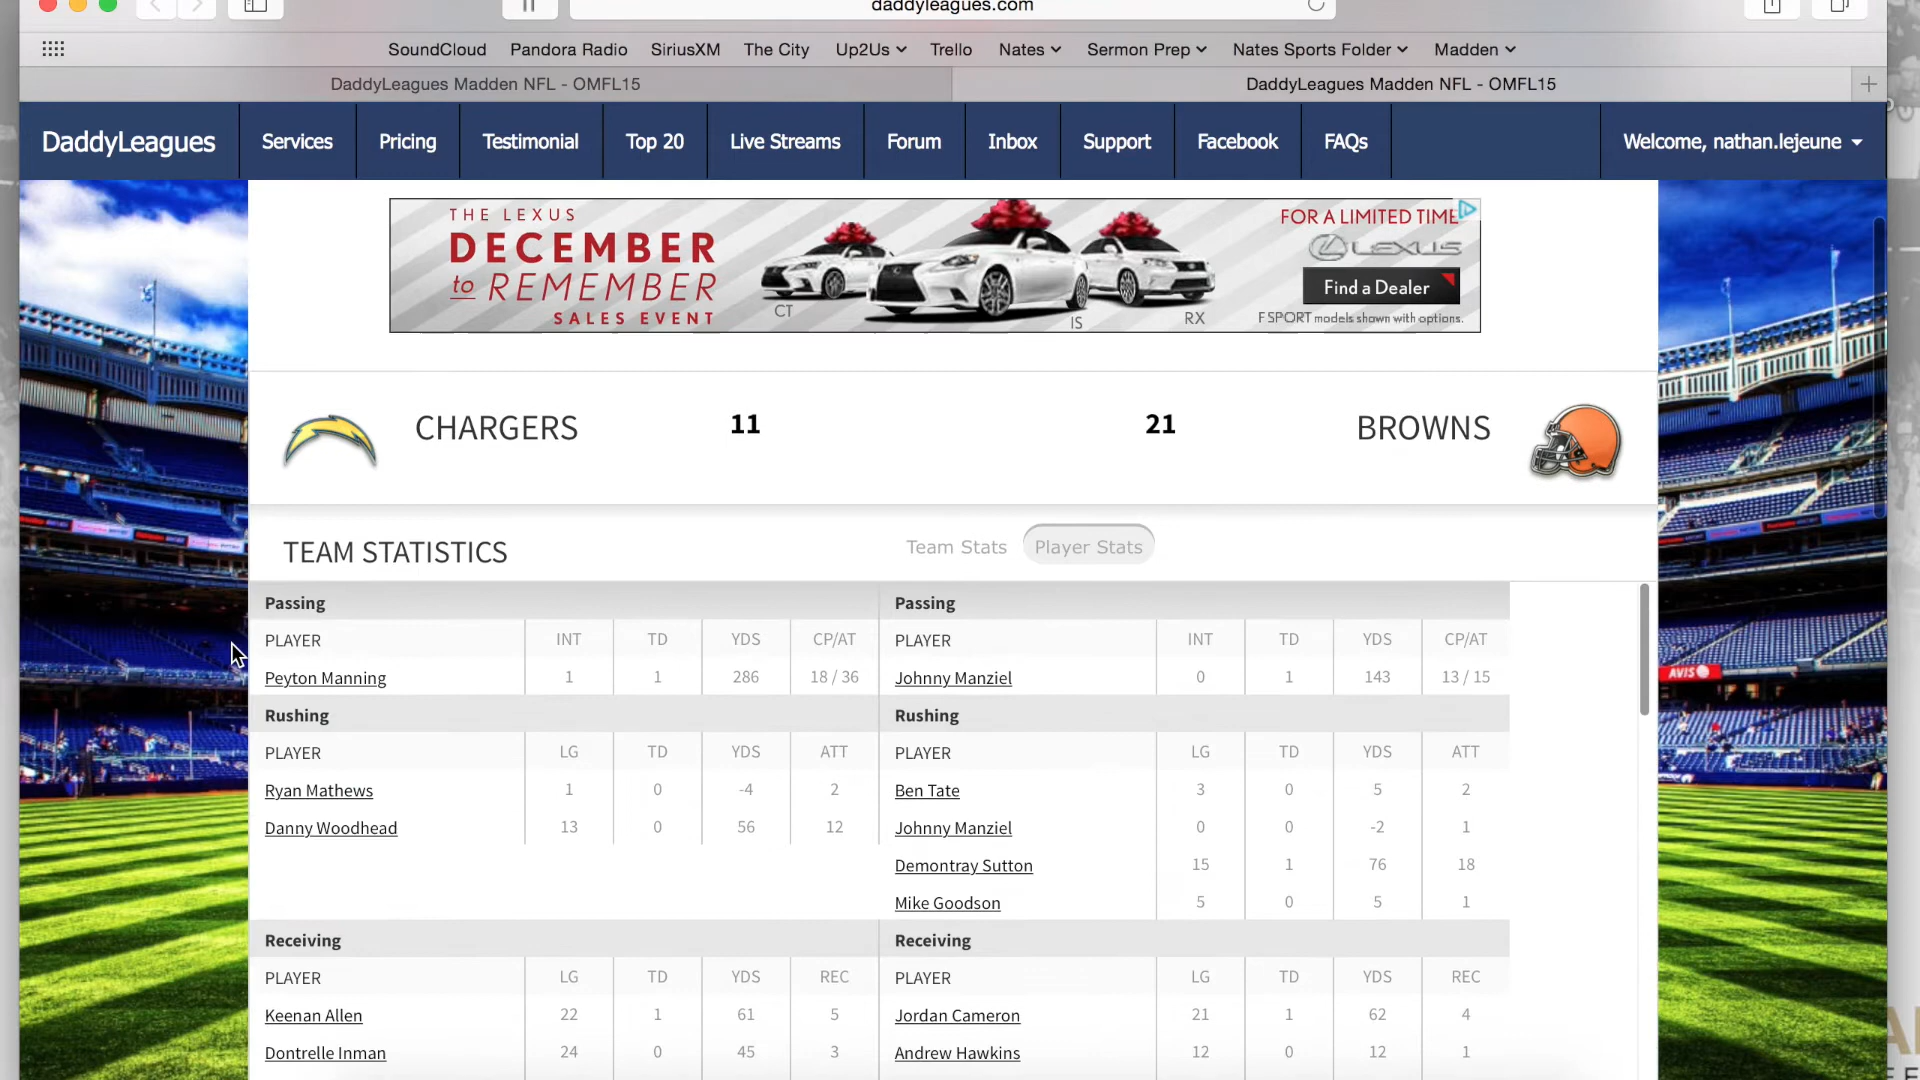 daddyleagues.com
SoundCloud Pandora Radio SiriusXM The City Up2Us Trello Nates Sermon Prep Nates Sports Folder Madden
DaddyLeagues Madden NFL - OMFL15 DaddyLeagues Madden NFL - OMFL15
DaddyLeagues Services Pricing Testimonial Top 20 Live Streams Forum Inbox Support Facebook FAQs Welcome, nathan.lejeune
THE LEXUS
DECEMBER
to REMEMBER
SALES EVENT
CT
IS
RX
FOR A LIMITED TIME
LEXUS
Find a Dealer
F SPORT models shown with options.
CHARGERS 11 21 BROWNS
TEAM STATISTICS Team Stats Player Stats
Passing Passing
PLAYER INT TD YDS CP/AT PLAYER INT TD YDS CP/AT
Peyton Manning 1 1 286 18 / 36 Johnny Manziel 0 1 143 13 / 15
Rushing Rushing
PLAYER LG TD YDS ATT PLAYER LG TD YDS ATT
Ryan Mathews 1 0 -4 2 Ben Tate 3 0 5 2
Danny Woodhead 13 0 56 12 Johnny Manziel 0 0 -2 1
Demontray Sutton 15 1 76 18
Mike Goodson 5 0 5 1
Receiving Receiving
PLAYER LG TD YDS REC PLAYER LG TD YDS REC
Keenan Allen 22 1 61 5 Jordan Cameron 21 1 62 4
Dontrelle Inman 24 0 45 3 Andrew Hawkins 12 0 12 1
AVIS